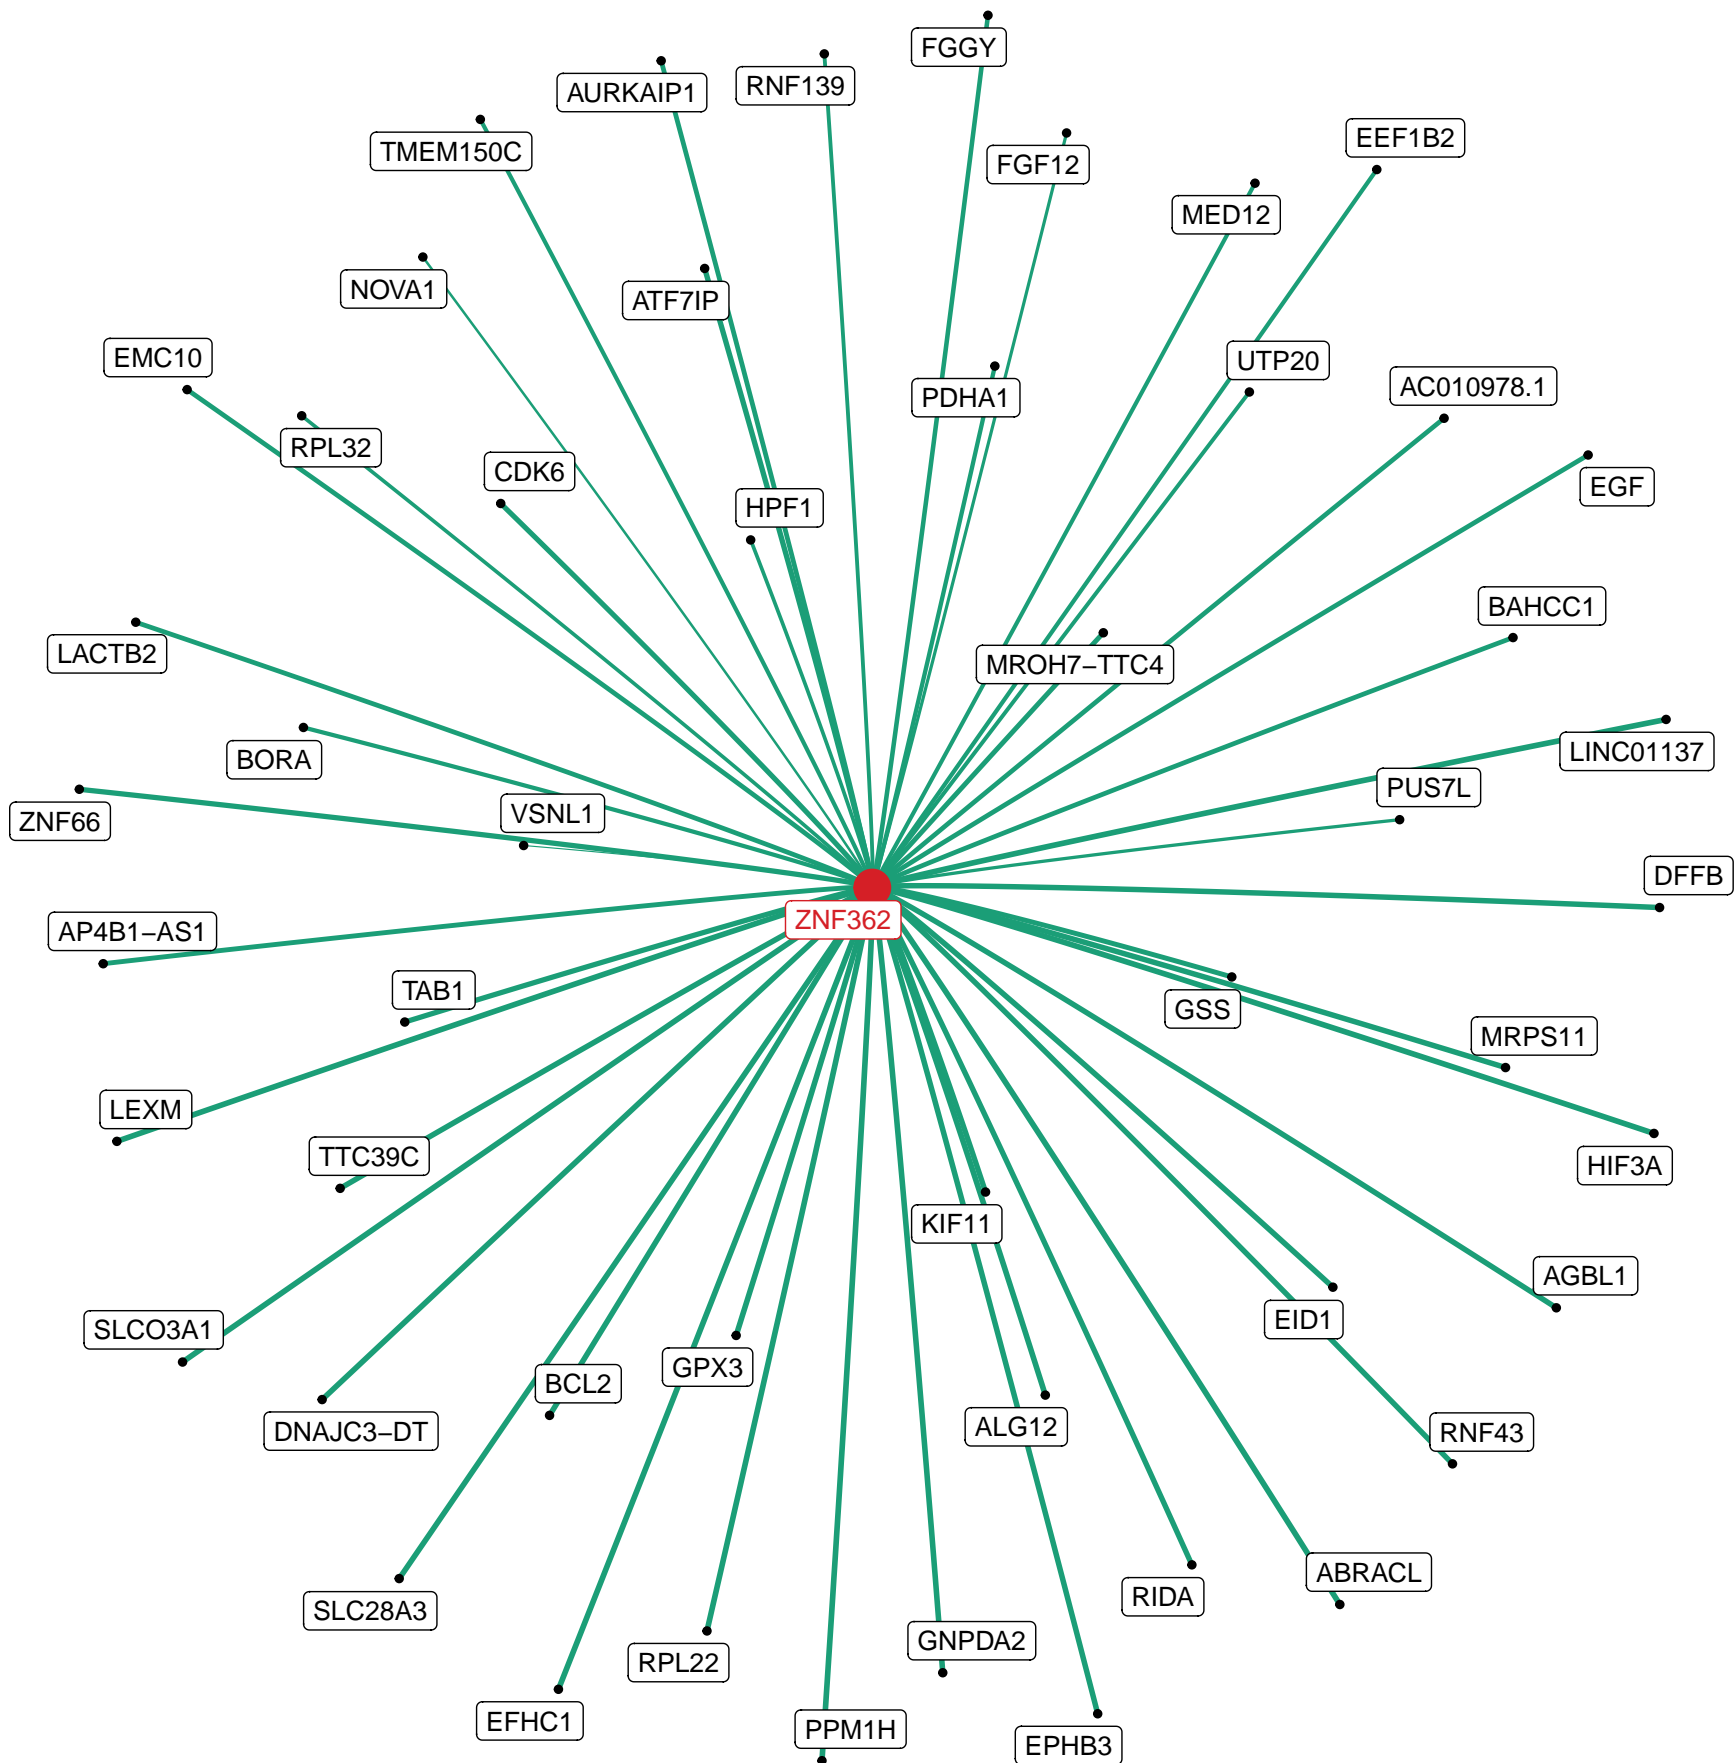 FGGY
RNF139
AURKAIP1
EEF1B2
TMEM150C
FGF12
MED12
NOVA1
ATF7IP
EMC10
UTP20
AC010978.1
PDHA1
RPL32
CDK6
EGF
HPF1
BAHCC1
LACTB2
MROH7−TTC4
LINC01137
BORA
PUS7L
VSNL1
ZNF66
DFFB
ZNF362
AP4B1−AS1
TAB1
GSS
MRPS11
LEXM
TTC39C
HIF3A
KIF11
AGBL1
EID1
SLCO3A1
GPX3
BCL2
ALG12
DNAJC3−DT
RNF43
ABRACL
RIDA
SLC28A3
GNPDA2
RPL22
EFHC1
PPM1H
EPHB3